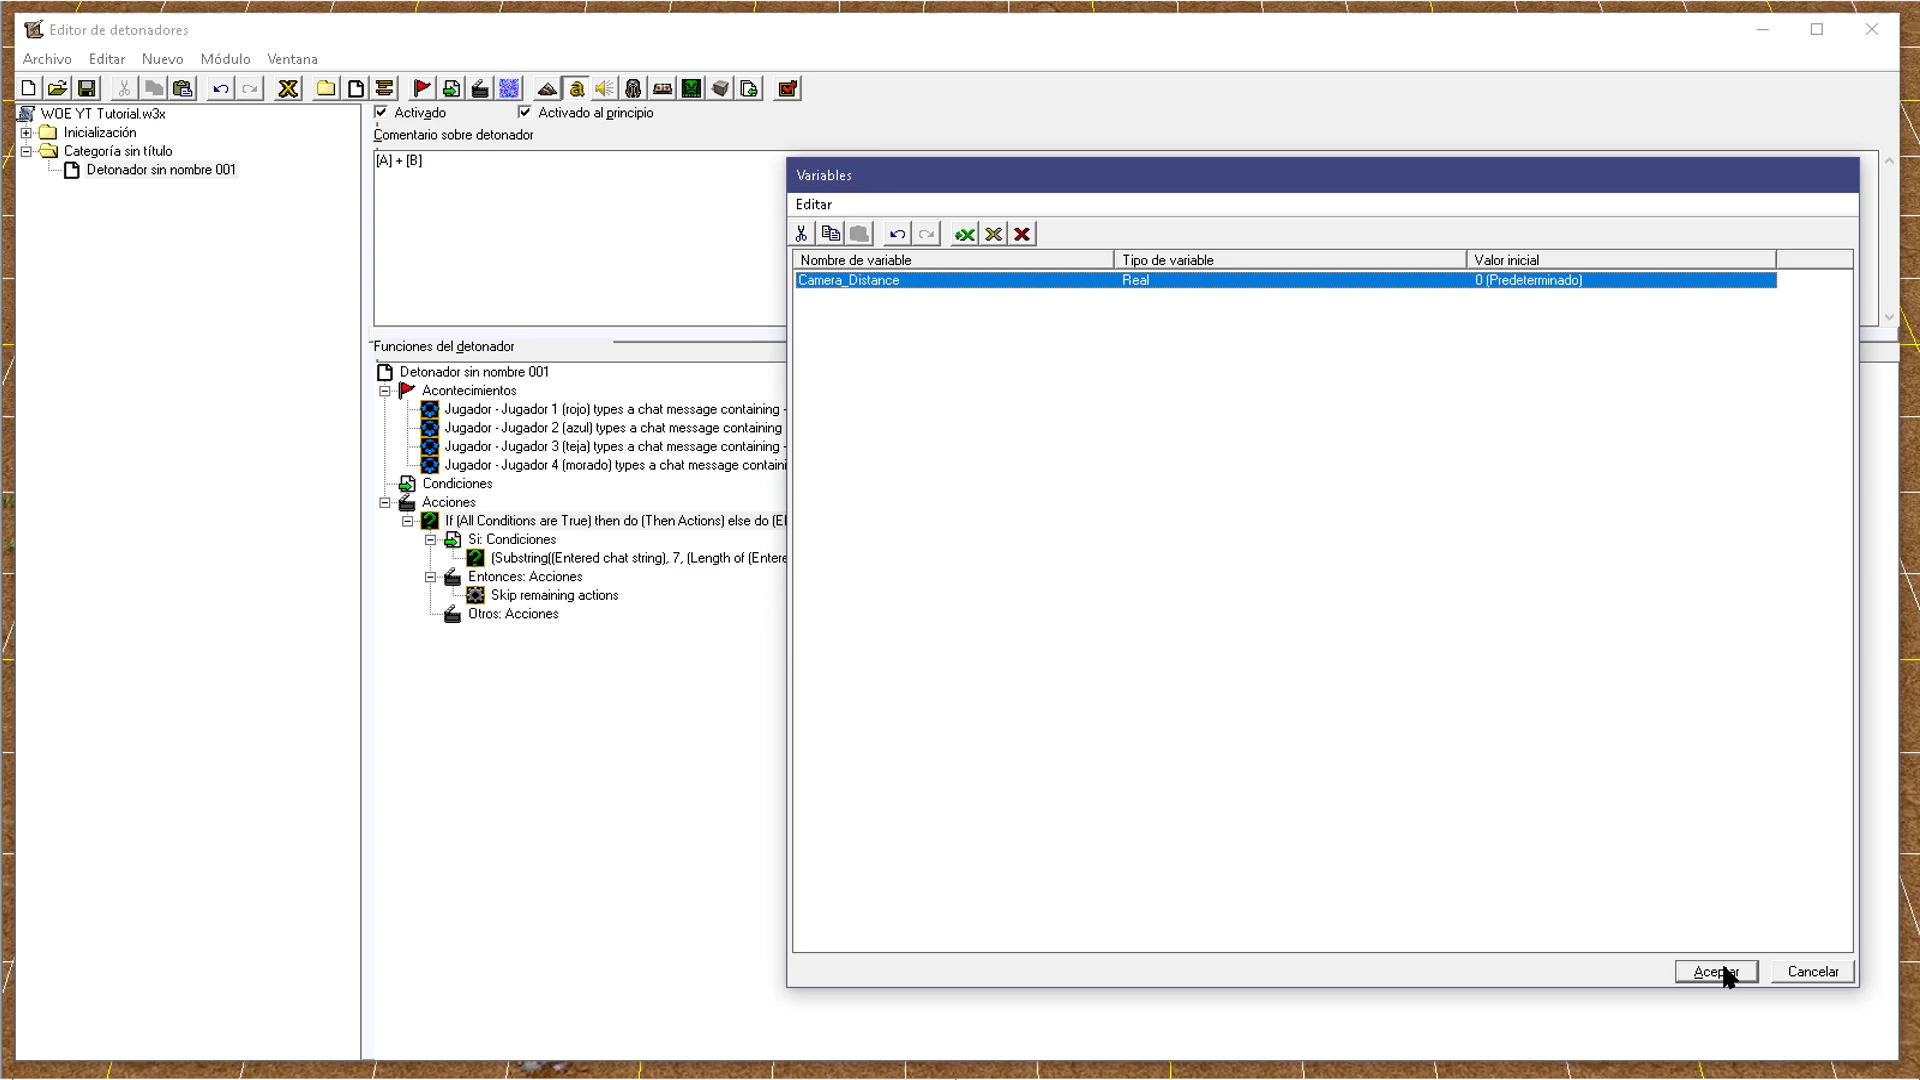 Editor de detonadores
Archivo Editar Nuevo Módulo Ventana
WOE YT Tutorial.w3x
Inicialización
Categoría sin título
Detonador sin nombre 001
Activado Activado al principio
Comentario sobre detonador
[A] + [B]
Funciones del detonador
Detonador sin nombre 001
Acontecimientos
Jugador - Jugador 1 (rojo) types a chat message containing -
Jugador - Jugador 2 (azul) types a chat message containing
Jugador - Jugador 3 (teja) types a chat message containing -
Jugador - Jugador 4 (morado) types a chat message containi
Condiciones
Acciones
If (All Conditions are True) then do (Then Actions) else do (El
Si: Condiciones
(Substring((Entered chat string), 7, (Length of (Entere
Entonces: Acciones
Skip remaining actions
Otros: Acciones
Variables
Editar
Nombre de variable Tipo de variable Valor inicial
Camera_Distance Real 0 (Predeterminado)
Aceptar Cancelar